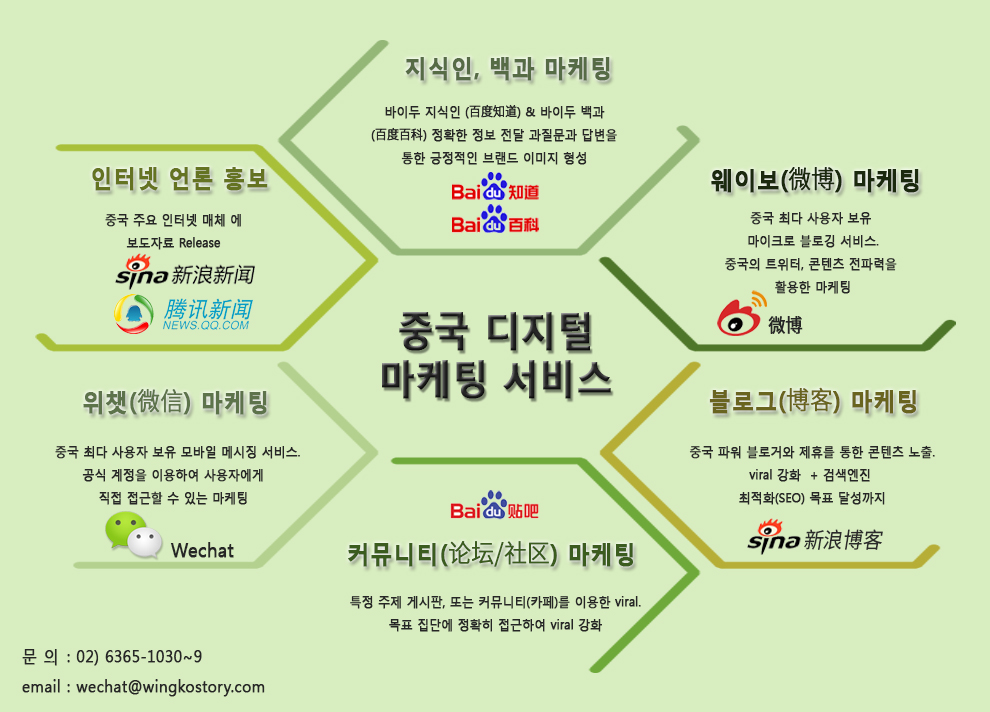 지식인, 백과 마케팅
바이두 지식인 (百度知道) & 바이두 백과
(百度百科) 정확한 정보 전달 과질문과 답변을
통한 긍정적인 브랜드 이미지 형성
Bai du 知道
Bai du 百科
인터넷 언론 홍보
중국 주요 인터넷 매체 에
보도자료 Release
sina 新浪新闻
腾讯新闻
NEWS.QQ.COM
웨이보(微博) 마케팅
중국 최다 사용자 보유
마이크로 블로깅 서비스.
중국의 트위터, 콘텐츠 전파력을
활용한 마케팅
微博
중국 디지털
마케팅 서비스
위챗(微信) 마케팅
중국 최다 사용자 보유 모바일 메시징 서비스.
공식 계정을 이용하여 사용자에게
직접 접근할 수 있는 마케팅
Wechat
블로그(博客) 마케팅
중국 파워 블로거와 제휴를 통한 콘텐츠 노출.
viral 강화 + 검색엔진
최적화(SEO) 목표 달성까지
sina 新浪博客
Bai du 贴吧
커뮤니티(论坛/社区) 마케팅
특정 주제 게시판, 또는 커뮤니티(카페)를 이용한 viral.
목표 집단에 정확히 접근하여 viral 강화
문 의 : 02) 6365-1030~9
email : wechat@wingkostory.com